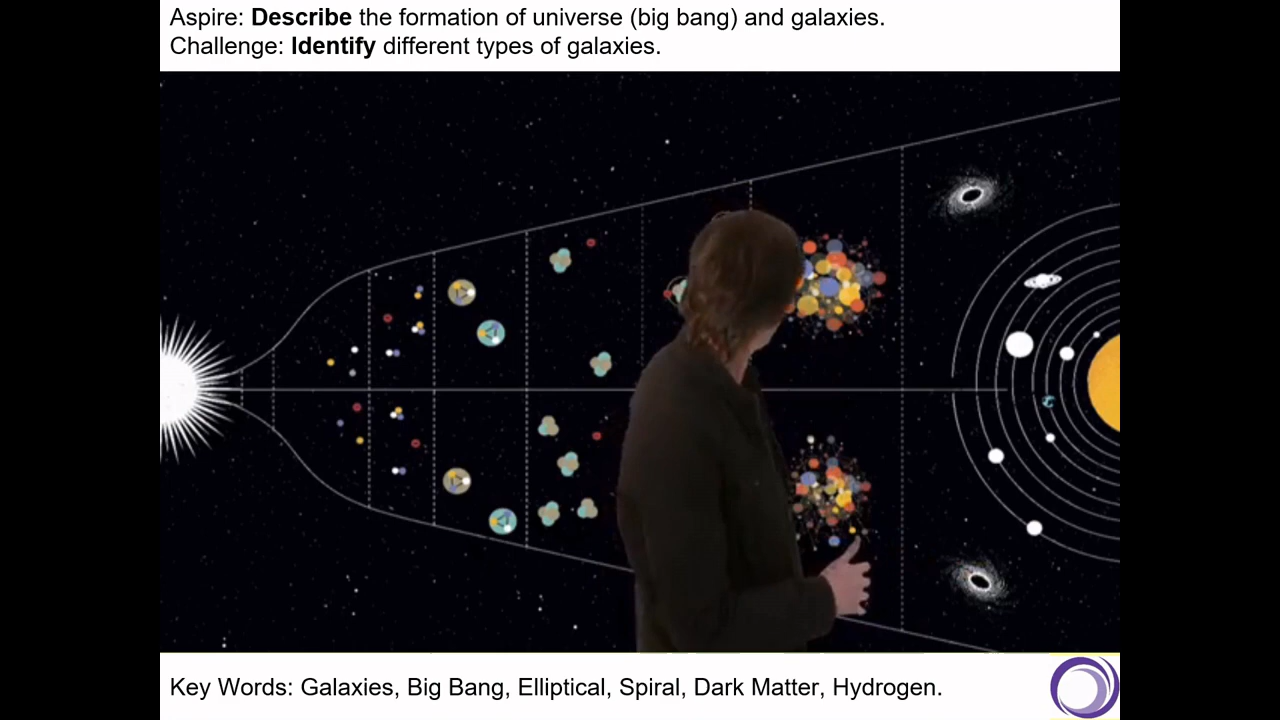 Aspire: Describe the formation of universe (big bang) and galaxies.
Challenge: Identify different types of galaxies.
Key Words: Galaxies, Big Bang, Elliptical, Spiral, Dark Matter, Hydrogen.